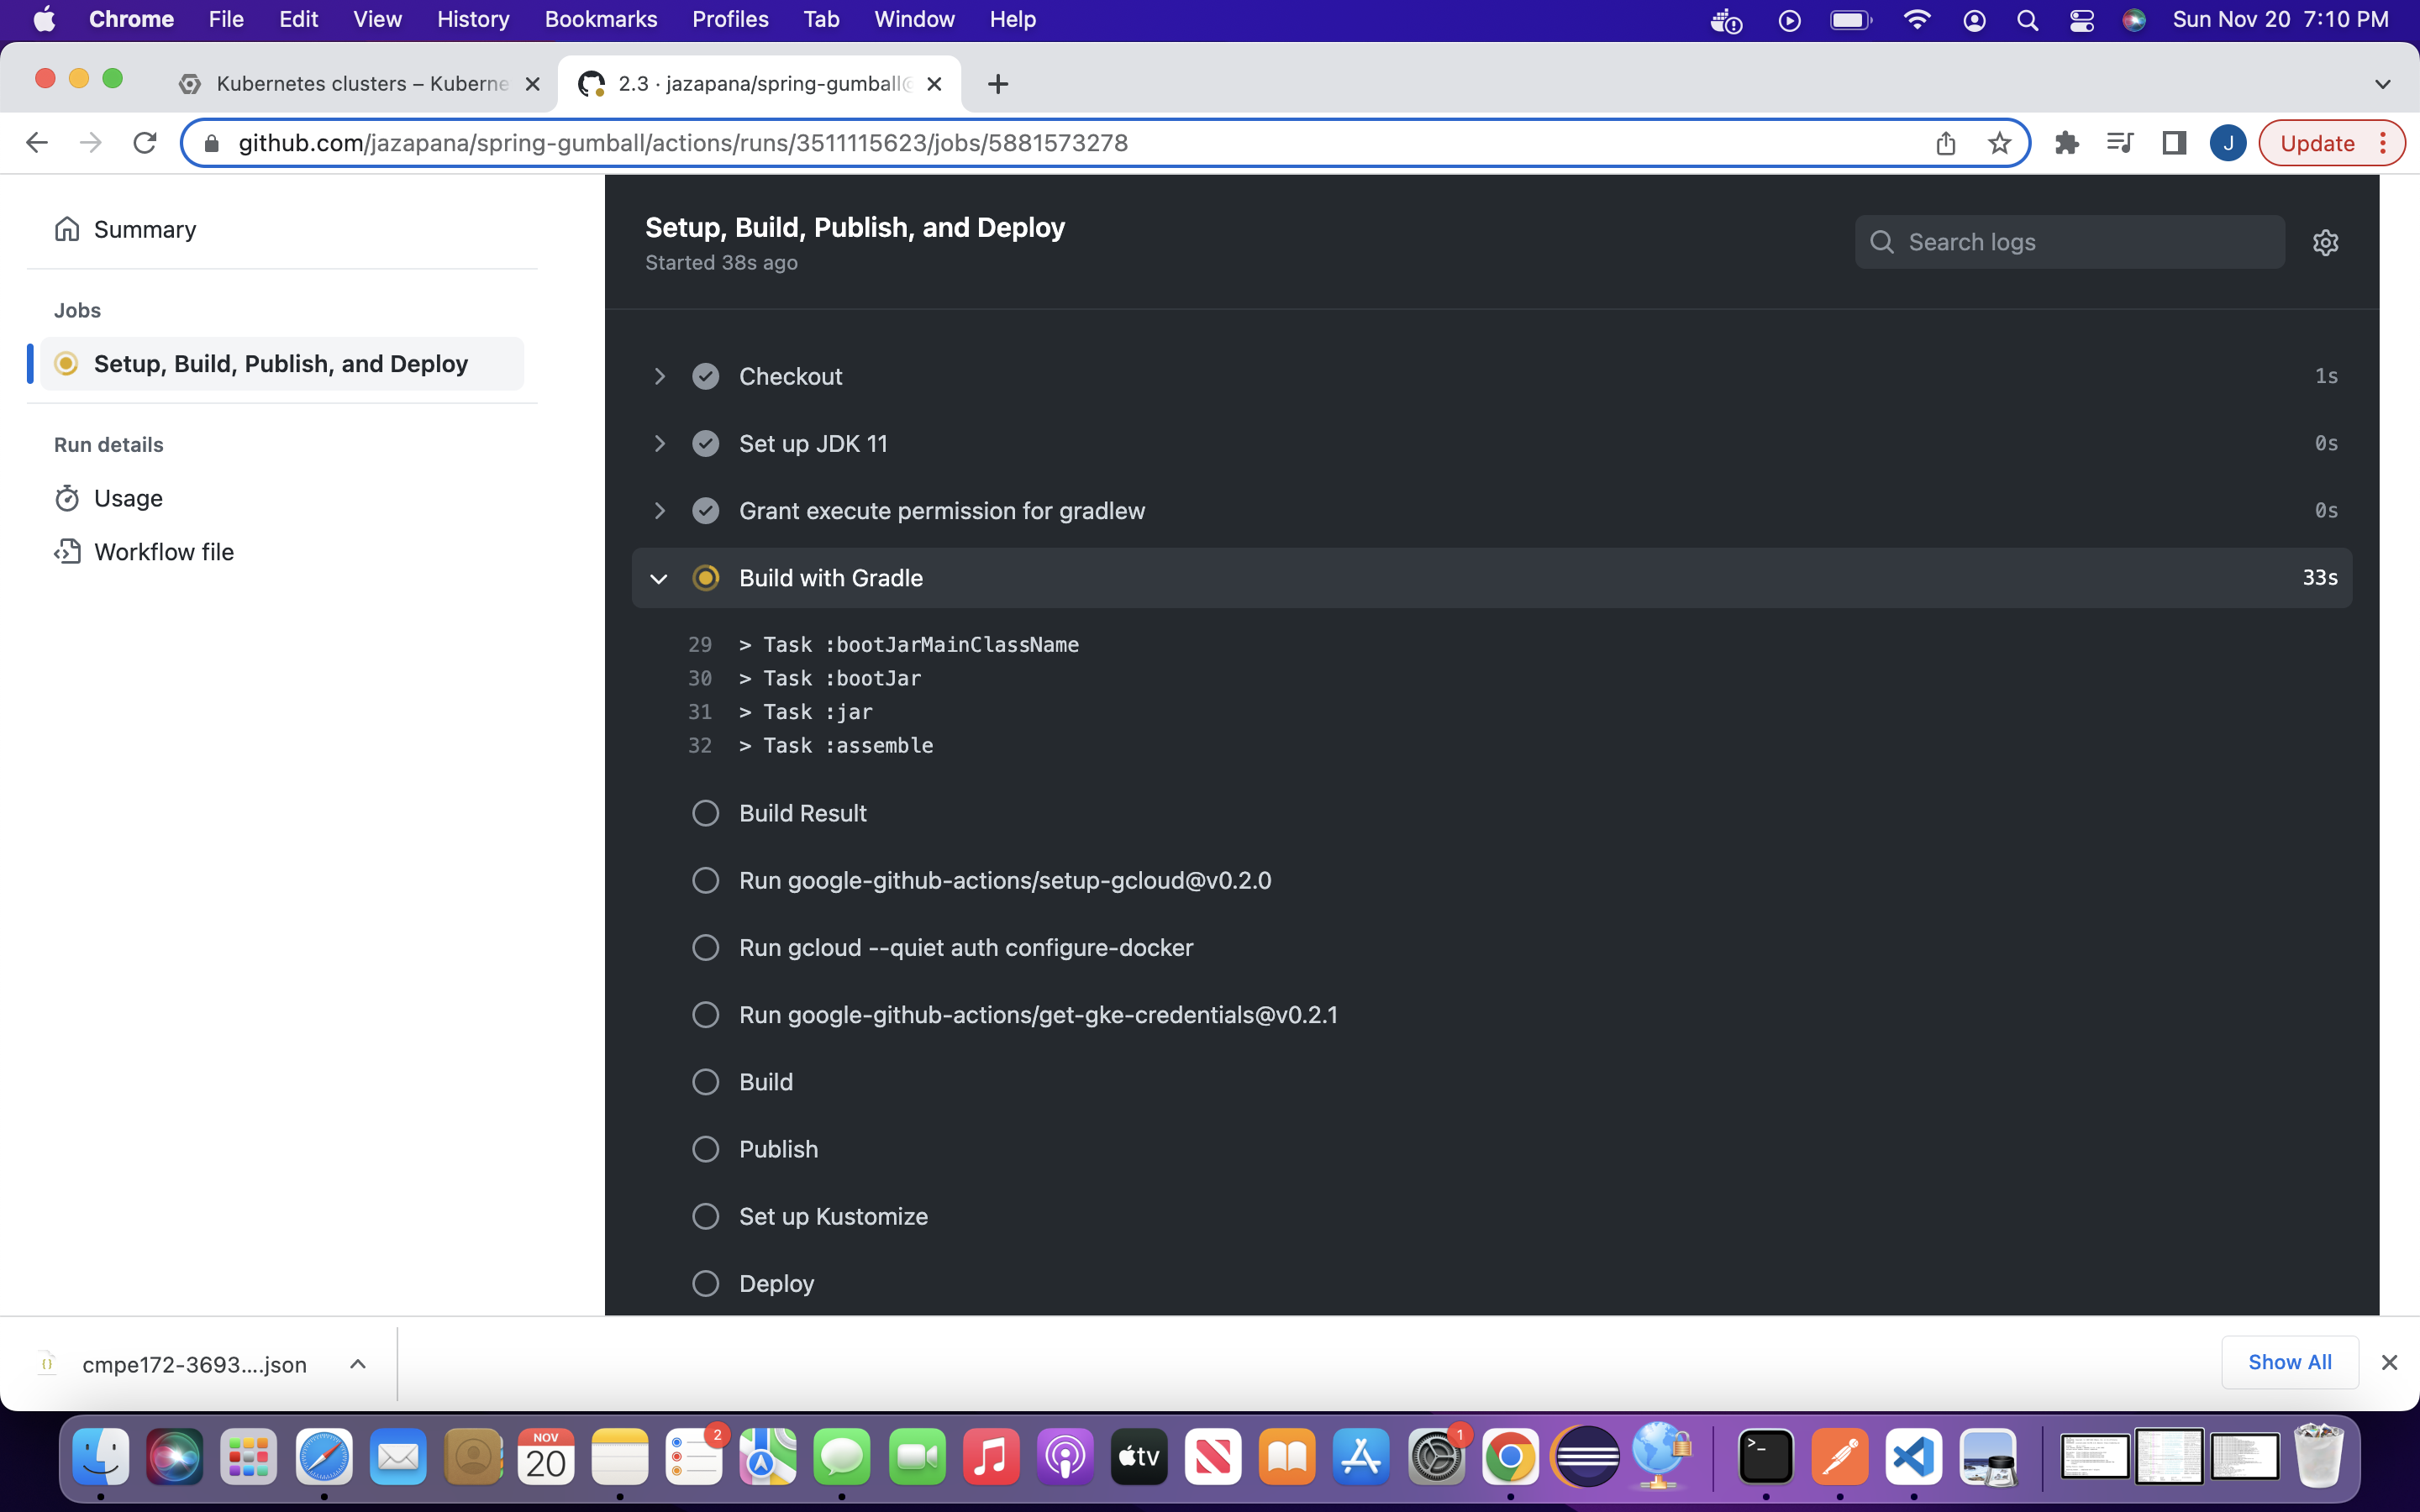 Chrome File Edit View History Bookmarks Profiles Tab Window Help Sun Nov 20 7:10 PM
Kubernetes clusters – Kuberne 2.3 · jazapana/spring-gumball@
github.com/jazapana/spring-gumball/actions/runs/3511115623/jobs/5881573278 J Update
Summary
Jobs
Setup, Build, Publish, and Deploy
Run details
Usage
Workflow file
Setup, Build, Publish, and Deploy
Started 38s ago
Search logs
Checkout 1s
Set up JDK 11 0s
Grant execute permission for gradlew 0s
Build with Gradle 33s
29 > Task :bootJarMainClassName
30 > Task :bootJar
31 > Task :jar
32 > Task :assemble
Build Result
Run google-github-actions/setup-gcloud@v0.2.0
Run gcloud --quiet auth configure-docker
Run google-github-actions/get-gke-credentials@v0.2.1
Build
Publish
Set up Kustomize
Deploy
cmpe172-3693....json Show All
NOV
20
2
tv
1